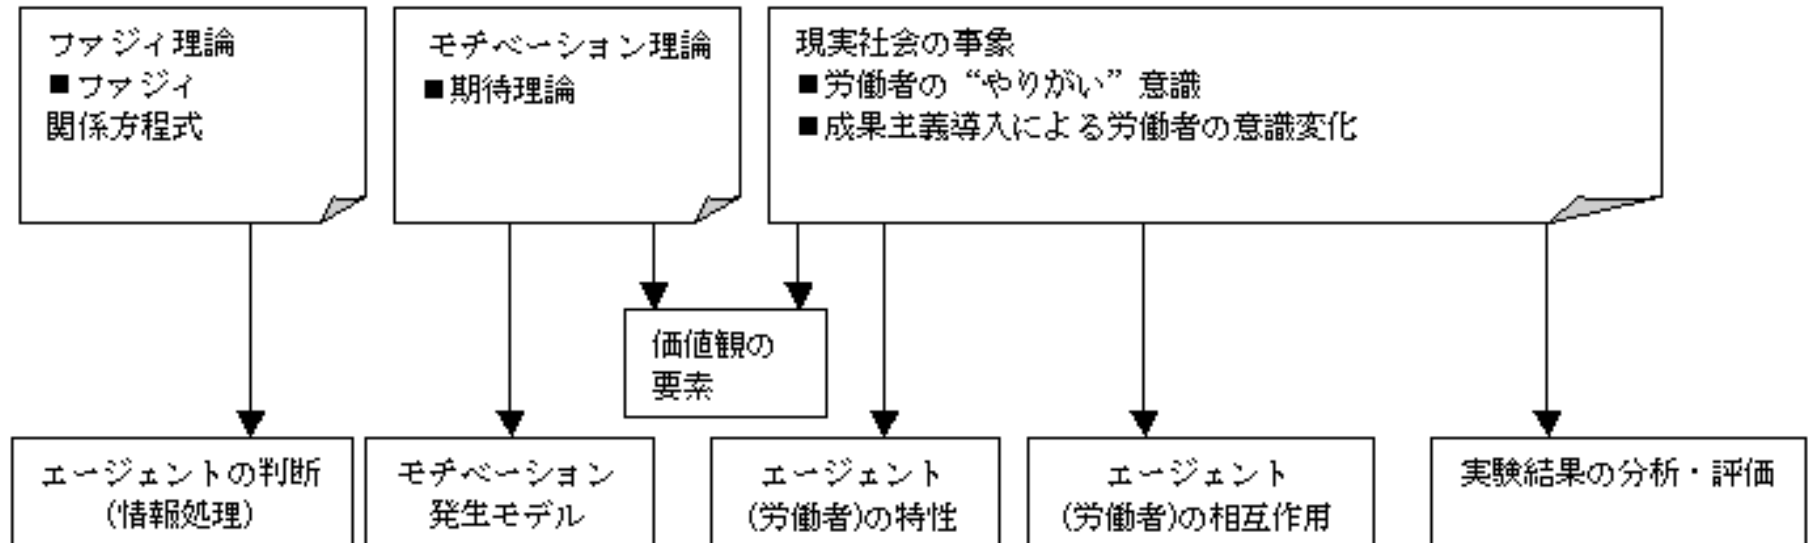 ファジィ理論
■ファジィ
関係方程式
モチベーション理論
■期待理論
現実社会の事象
■労働者の“やりがい”意識
■成果主義導入による労働者の意識変化
価値観の
要素
エージェントの判断
(情報処理)
モチベーション
発生モデル
エージェント
(労働者)の特性
エージェント
(労働者)の相互作用
実験結果の分析・評価